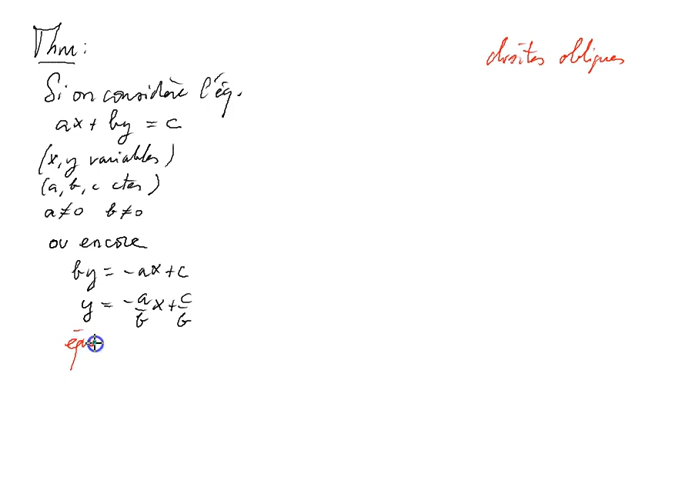 Thm:
droites obliques
Si on considère l'éq.
ax + by = c
(x, y variables)
(a, b, c ctes)
a≠0 b≠0
ou encore
by = -ax + c
y = -a/b x + c/b